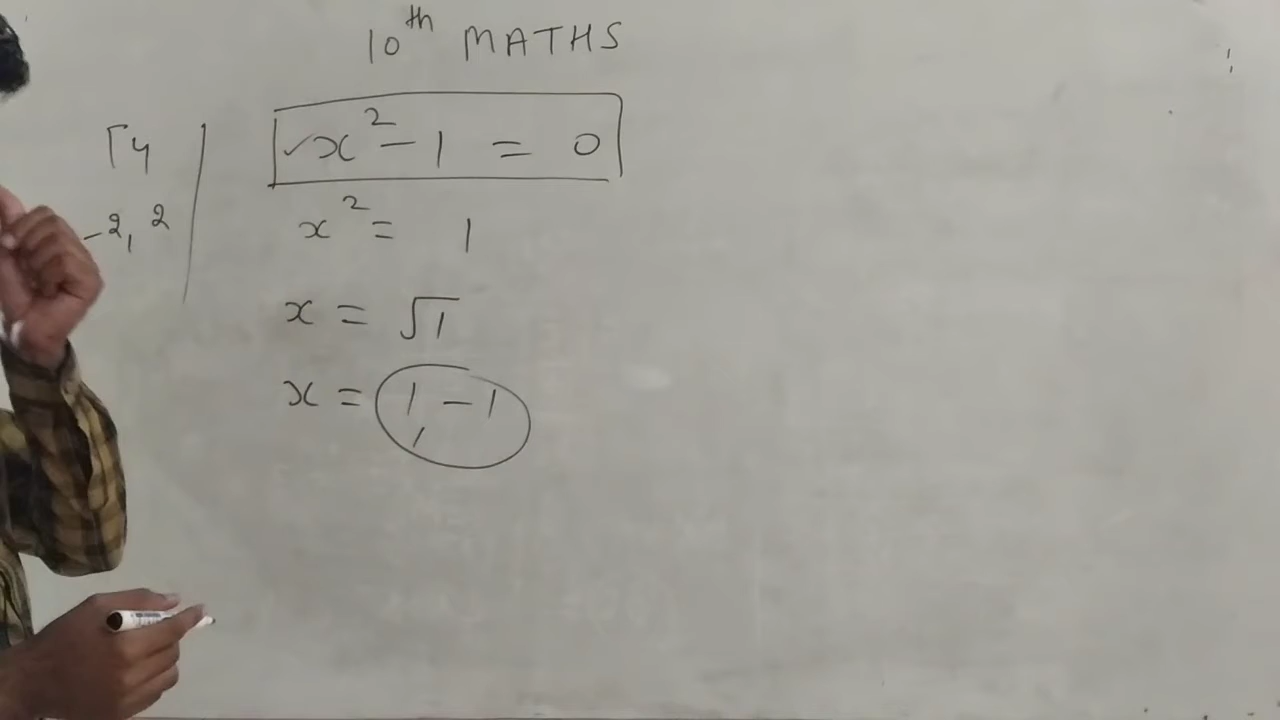 10th MATHS
√4
-2, 2
✓x² - 1 = 0
x² = 1
x = √1
x = 1, -1